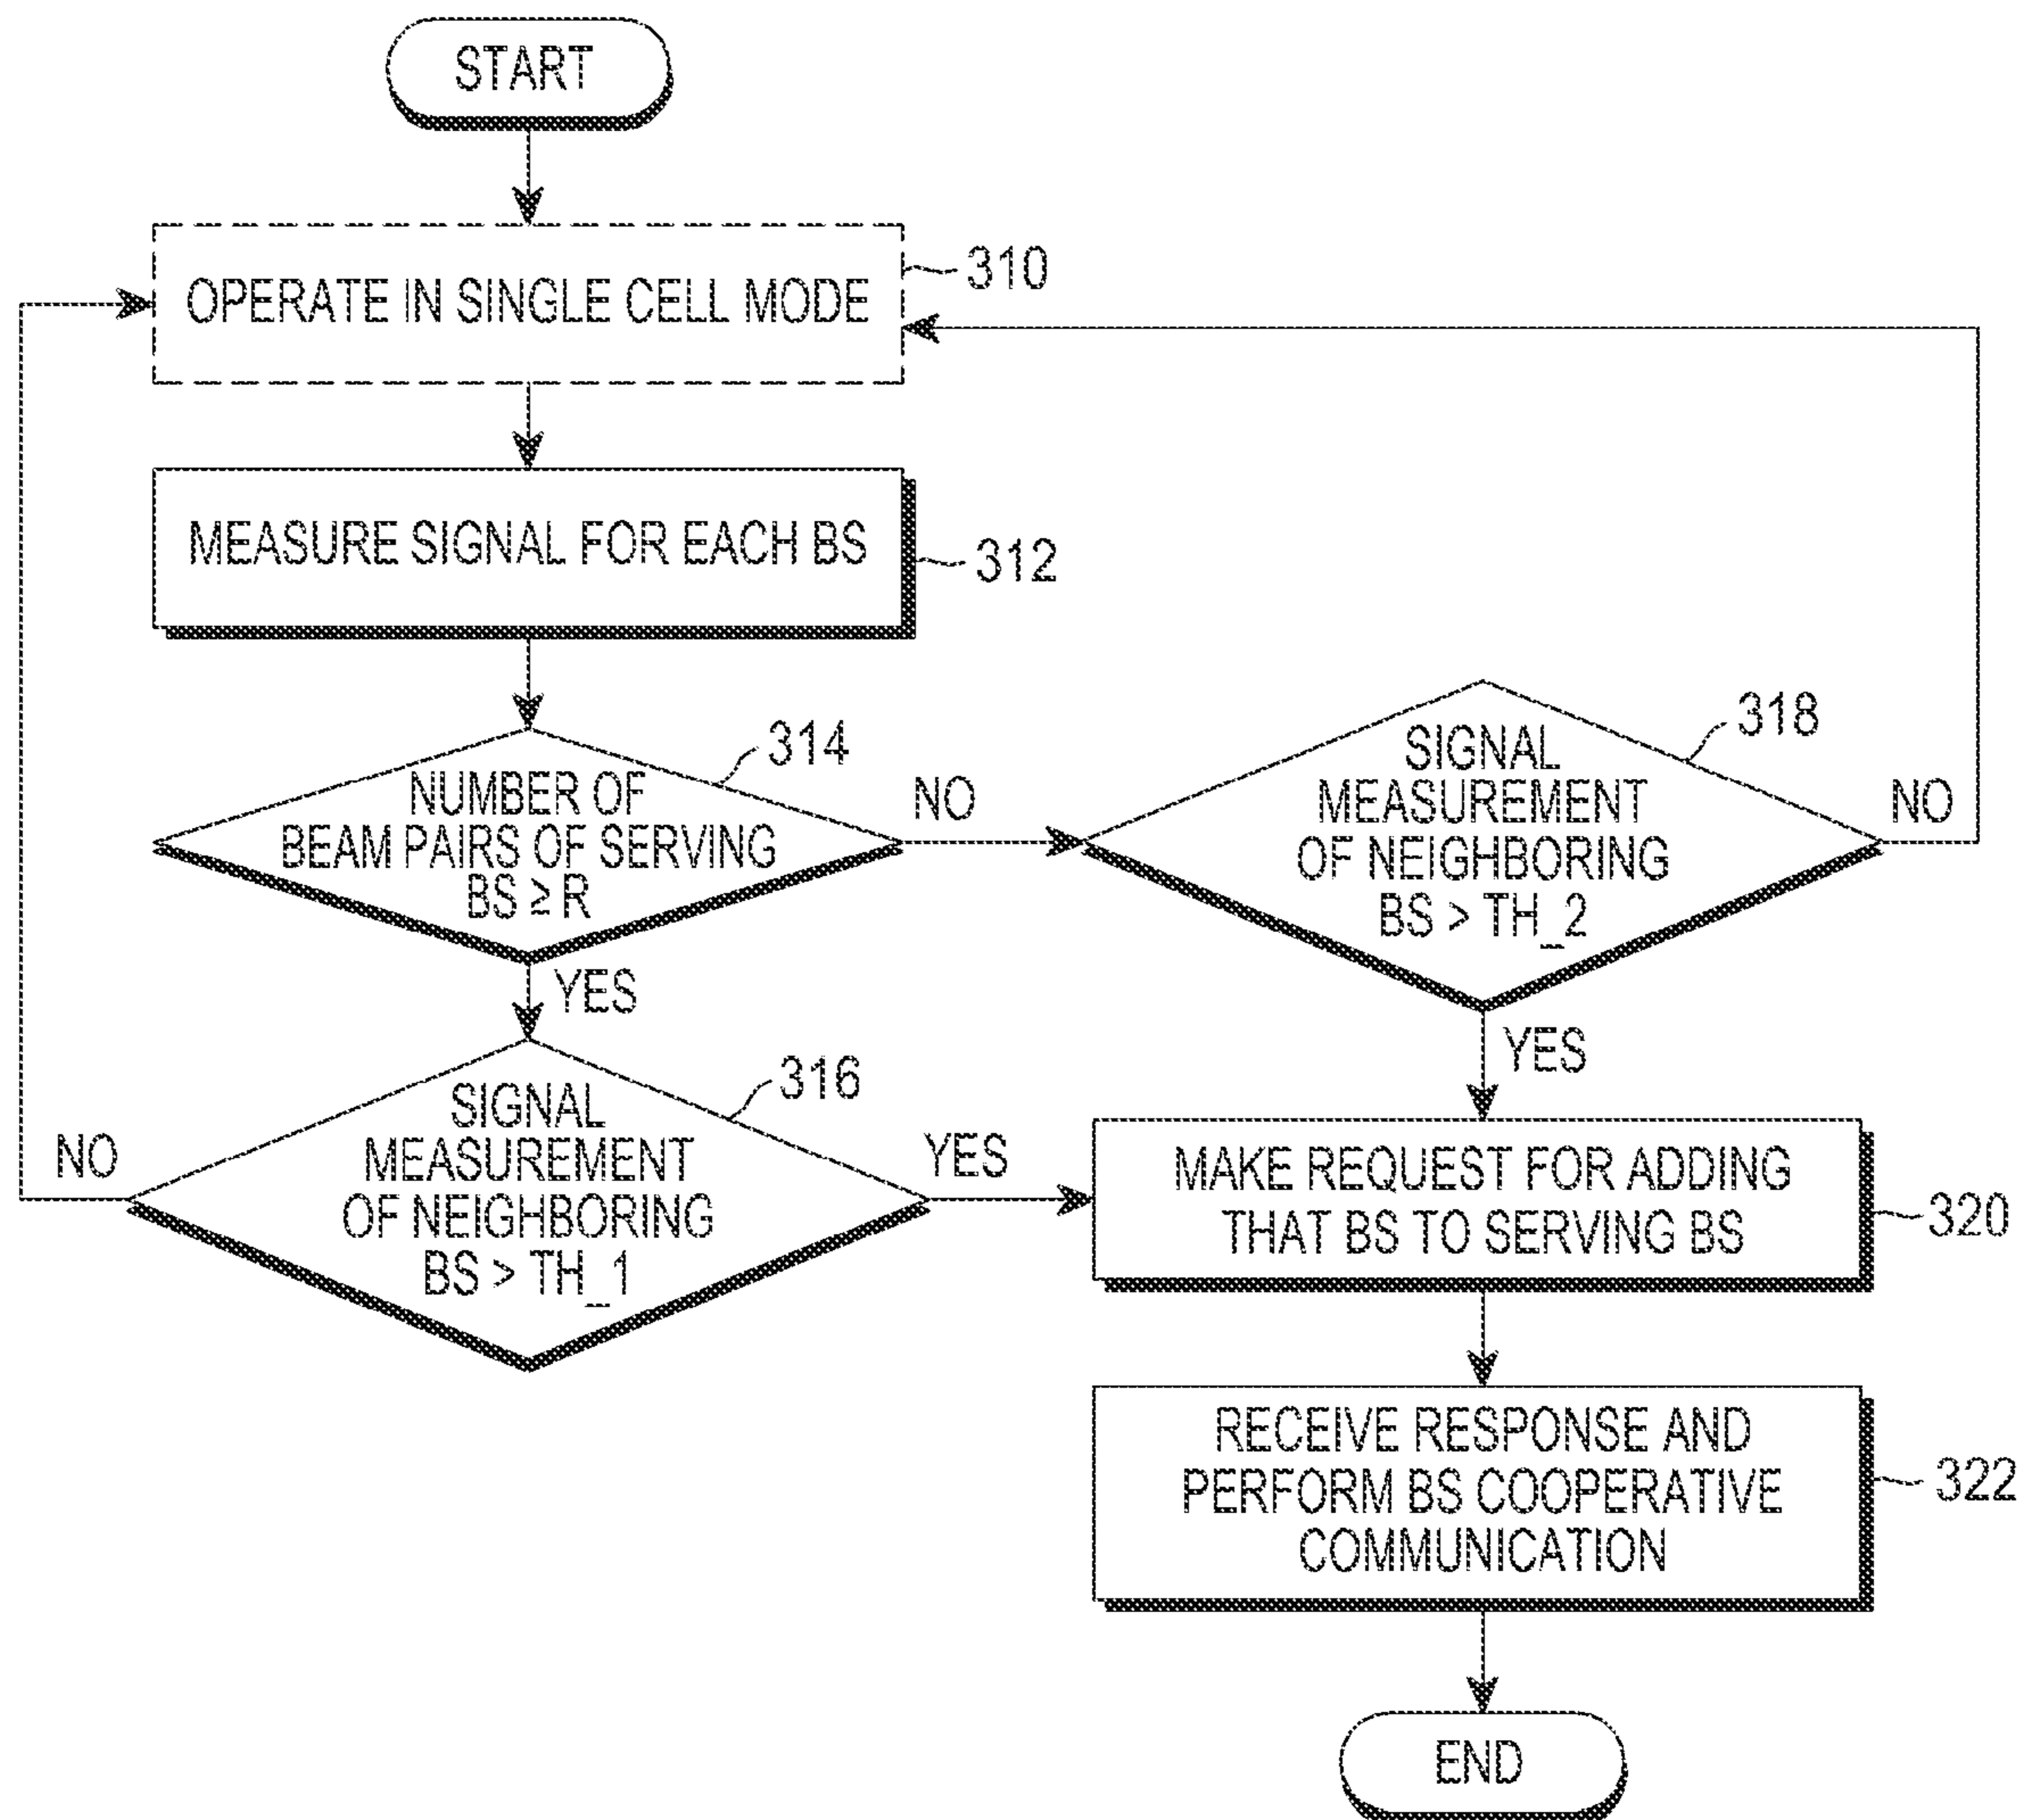 START
OPERATE IN SINGLE CELL MODE
310
MEASURE SIGNAL FOR EACH BS
312
314
NUMBER OF
BEAM PAIRS OF SERVING
BS ≥ R
NO
YES
318
SIGNAL
MEASUREMENT
OF NEIGHBORING
BS > TH_2
NO
YES
316
SIGNAL
MEASUREMENT
OF NEIGHBORING
BS > TH_1
NO
YES
MAKE REQUEST FOR ADDING
THAT BS TO SERVING BS
320
RECEIVE RESPONSE AND
PERFORM BS COOPERATIVE
COMMUNICATION
322
END